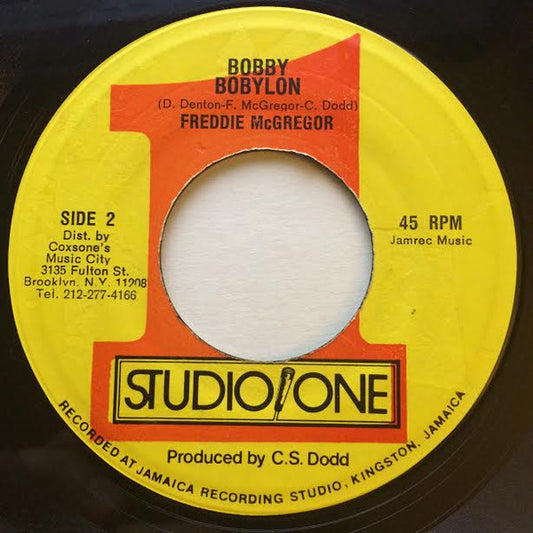 BOBBY
BOBYLON
(D. Denton-F. McGregor-C. Dodd)
FREDDIE McGREGOR
SIDE 2
Dist. by
Coxsone's
Music City
3135 Fulton St.
Brooklyn, N.Y. 11208
Tel. 212-277-4166
45 RPM
Jamrec Music
STUDIO ONE
Produced by C.S. Dodd
RECORDED AT JAMAICA RECORDING STUDIO, KINGSTON, JAMAICA